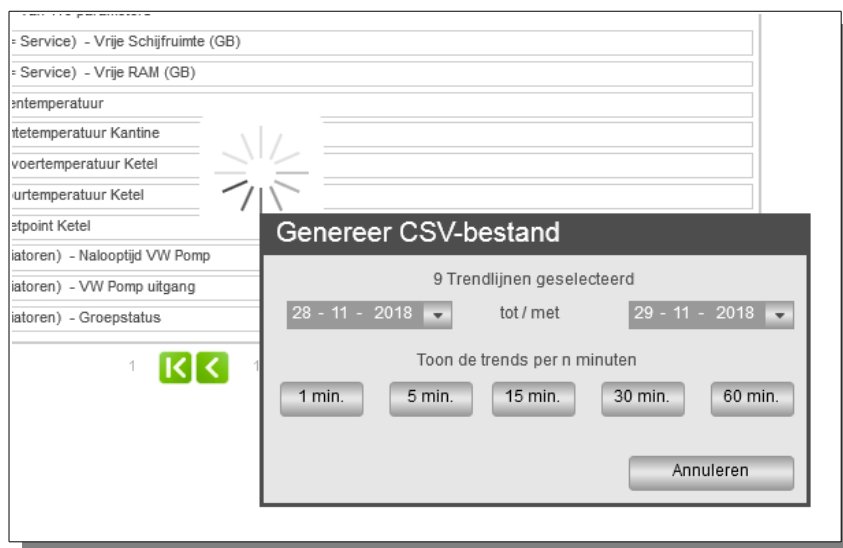 = Service) - Vrije Schijfruimte (GB)
= Service) - Vrije RAM (GB)
entemperatuur
ntetemperatuur Kantine
voertemperatuur Ketel
ourtemperatuur Ketel
etpoint Ketel
iatoren) - Nalooptijd VW Pomp
iatoren) - VW Pomp uitgang
iatoren) - Groepstatus
1
Genereer CSV-bestand
9 Trendlijnen geselecteerd
28 - 11 - 2018 tot / met 29 - 11 - 2018
Toon de trends per n minuten
1 min. 5 min. 15 min. 30 min. 60 min.
Annuleren